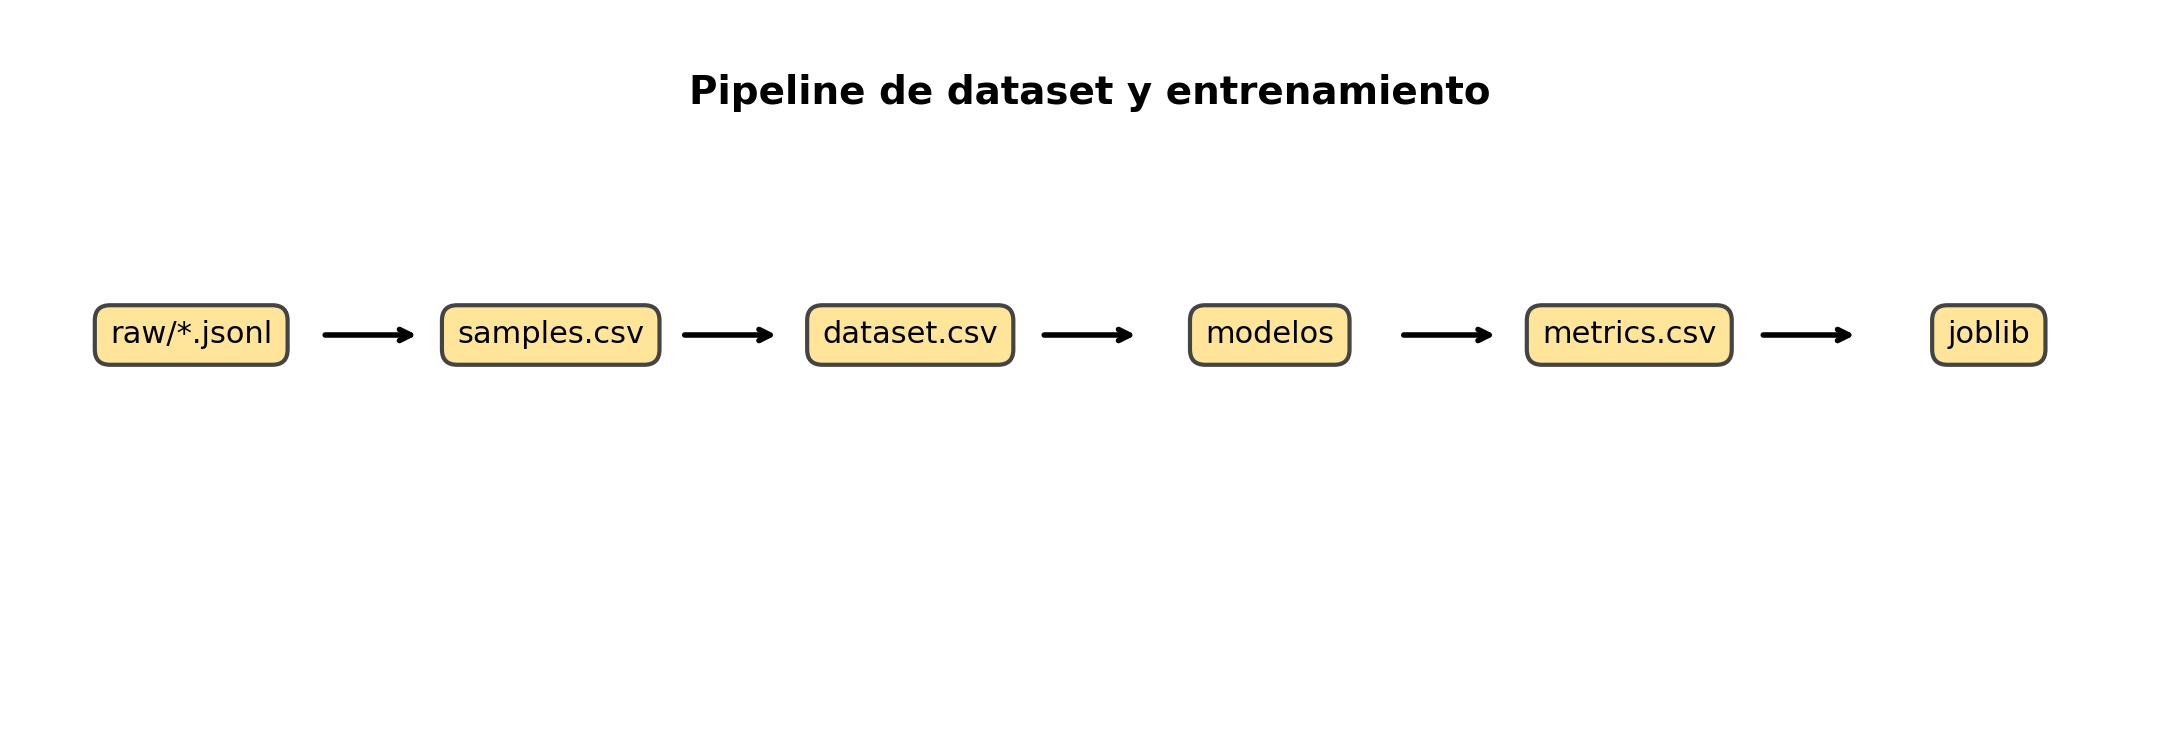 Pipeline de dataset y entrenamiento
raw/*.jsonl
samples.csv
dataset.csv
modelos
metrics.csv
joblib